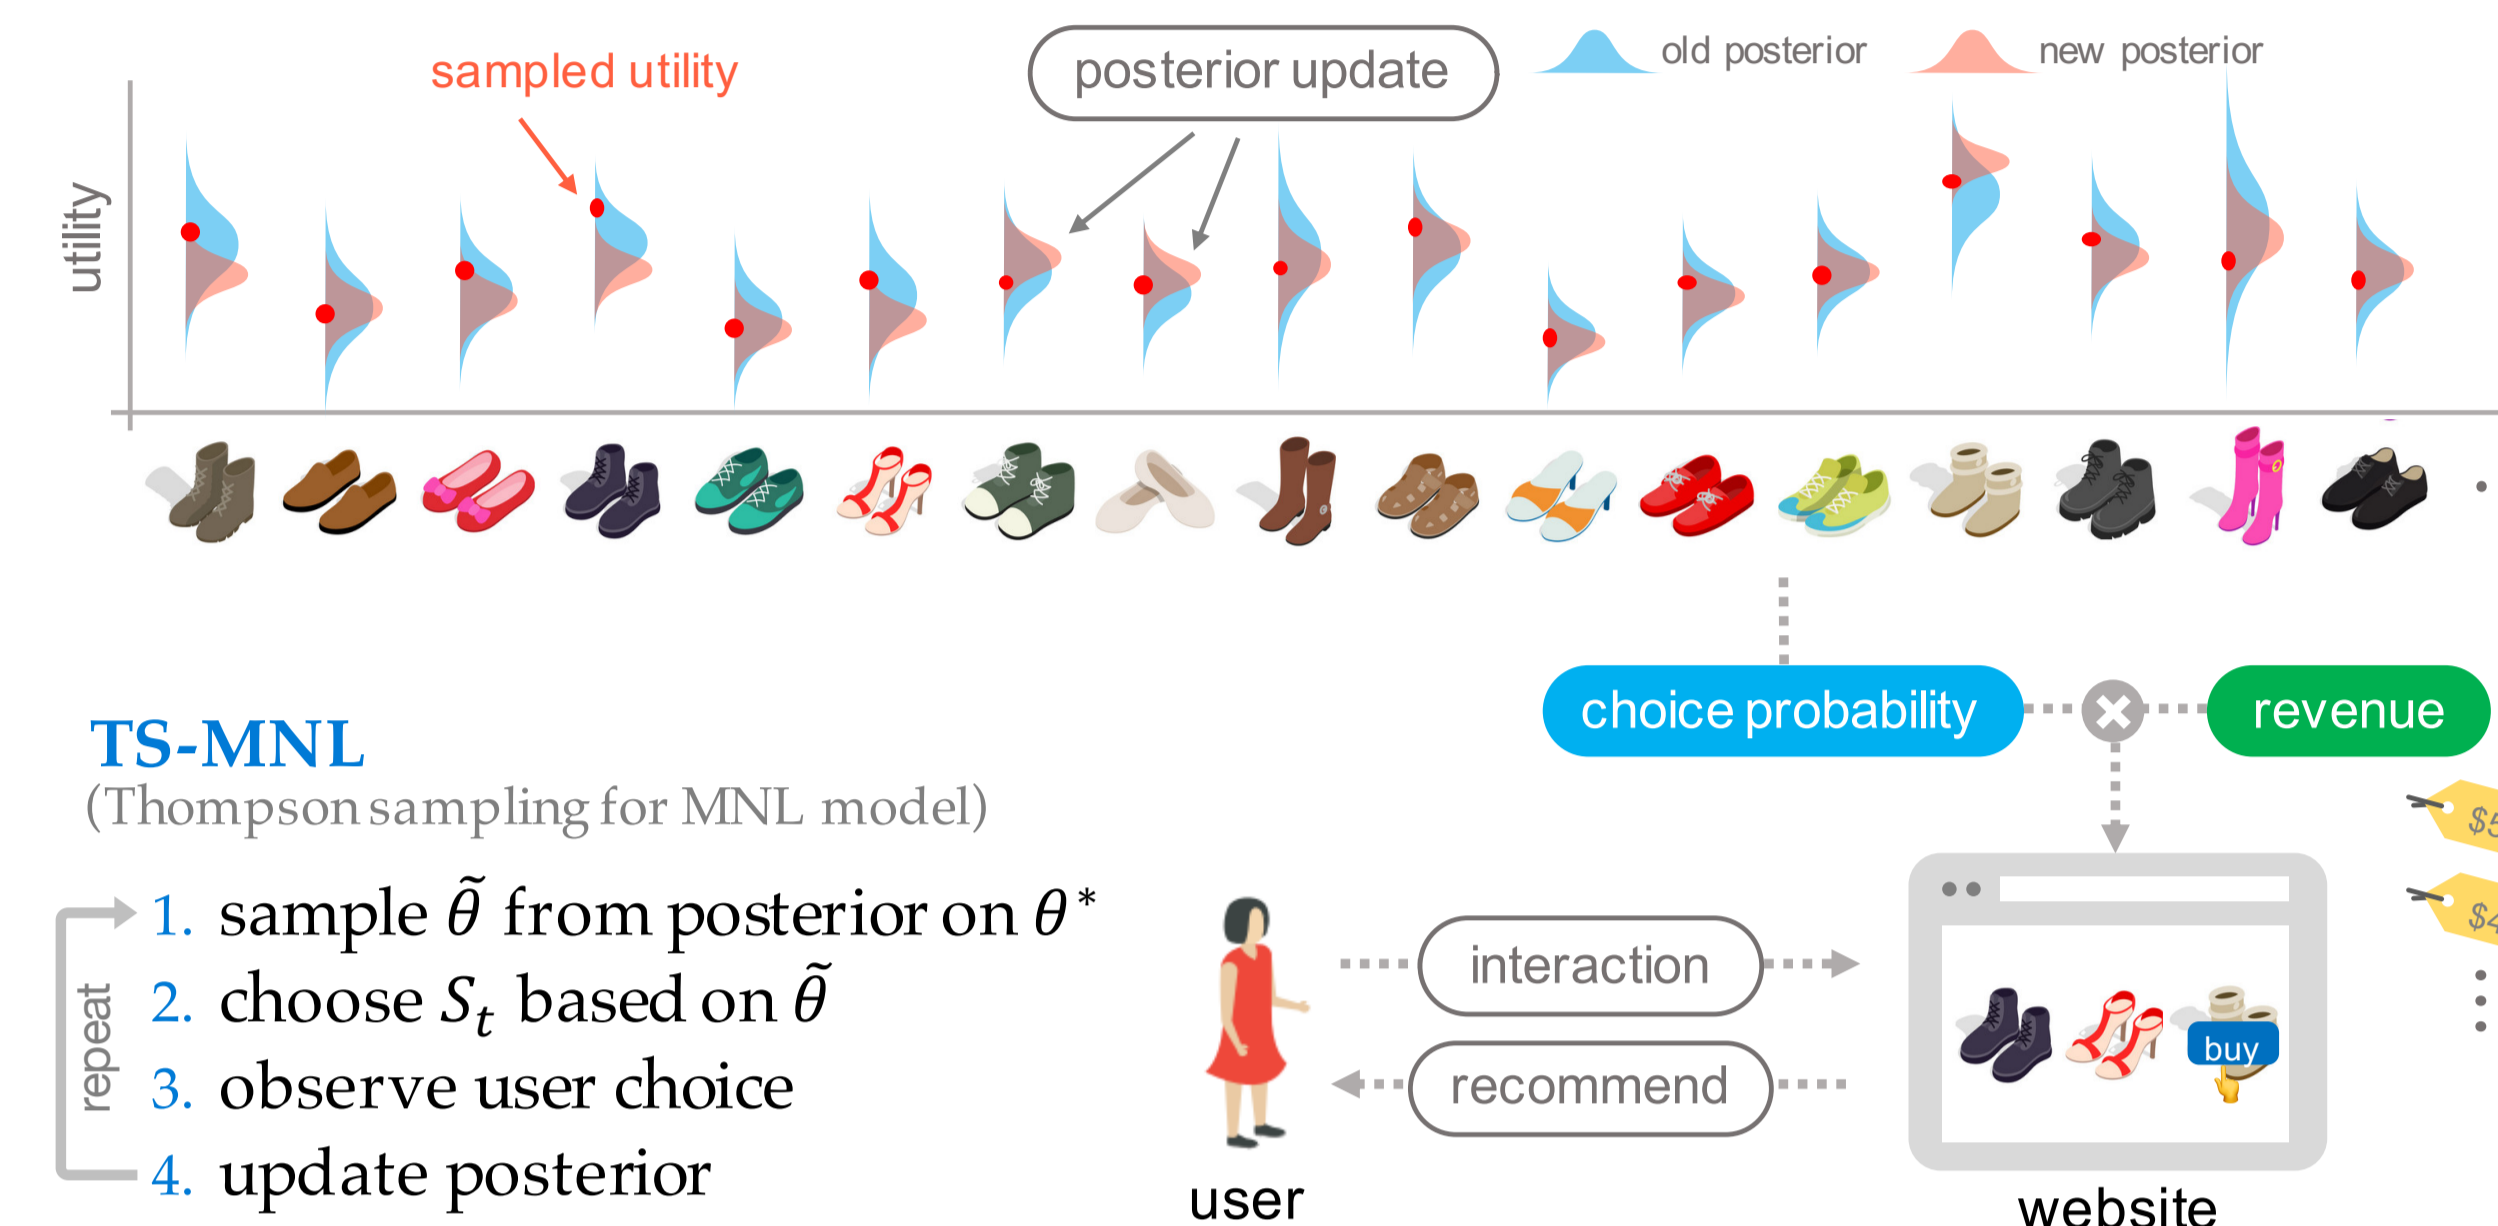 sampled utility
posterior update
old posterior
new posterior
utility
choice probability
revenue
TS-MNL
(Thompson sampling for MNL model)
repeat
1. sample θ̃ from posterior on θ*
2. choose Sₜ based on θ̃
3. observe user choice
4. update posterior
interaction
recommend
buy
user
website